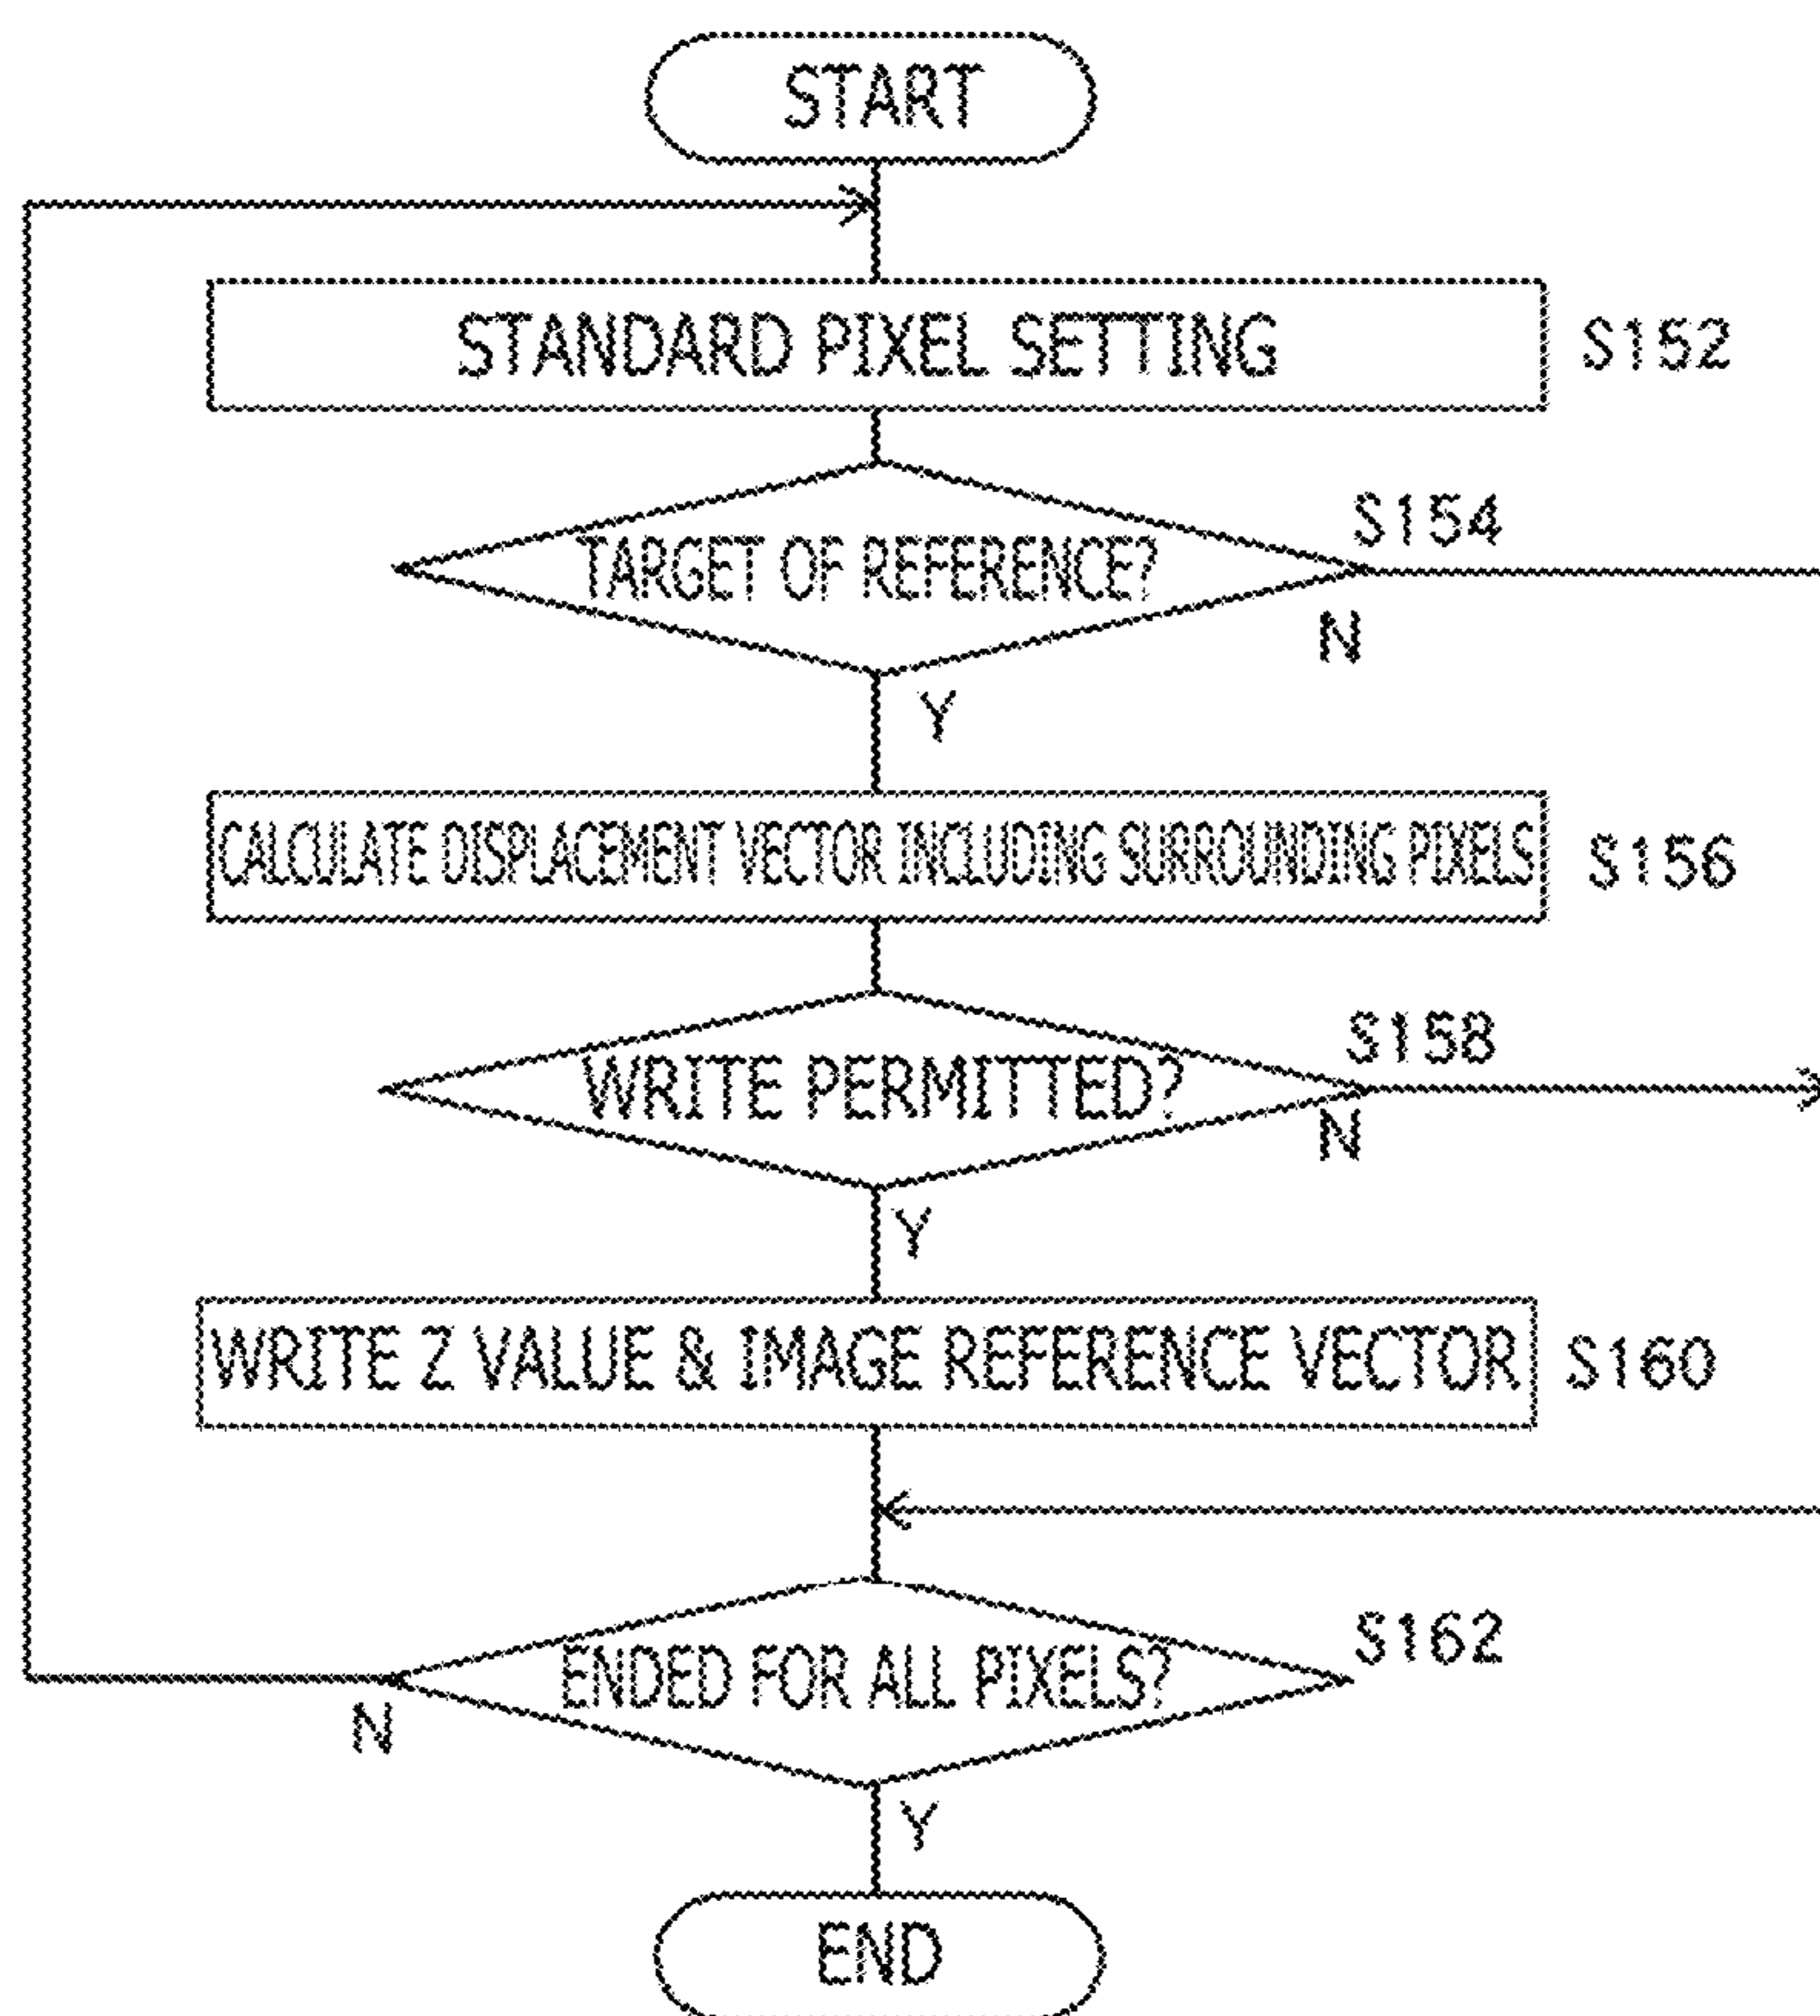 START
STANDARD PIXEL SETTING
S152
TARGET OF REFERENCE?
S154
N
Y
CALCULATE DISPLACEMENT VECTOR INCLUDING SURROUNDING PIXELS
S156
WRITE PERMITTED?
S158
N
Y
WRITE Z VALUE & IMAGE REFERENCE VECTOR
S160
ENDED FOR ALL PIXELS?
S162
N
Y
END